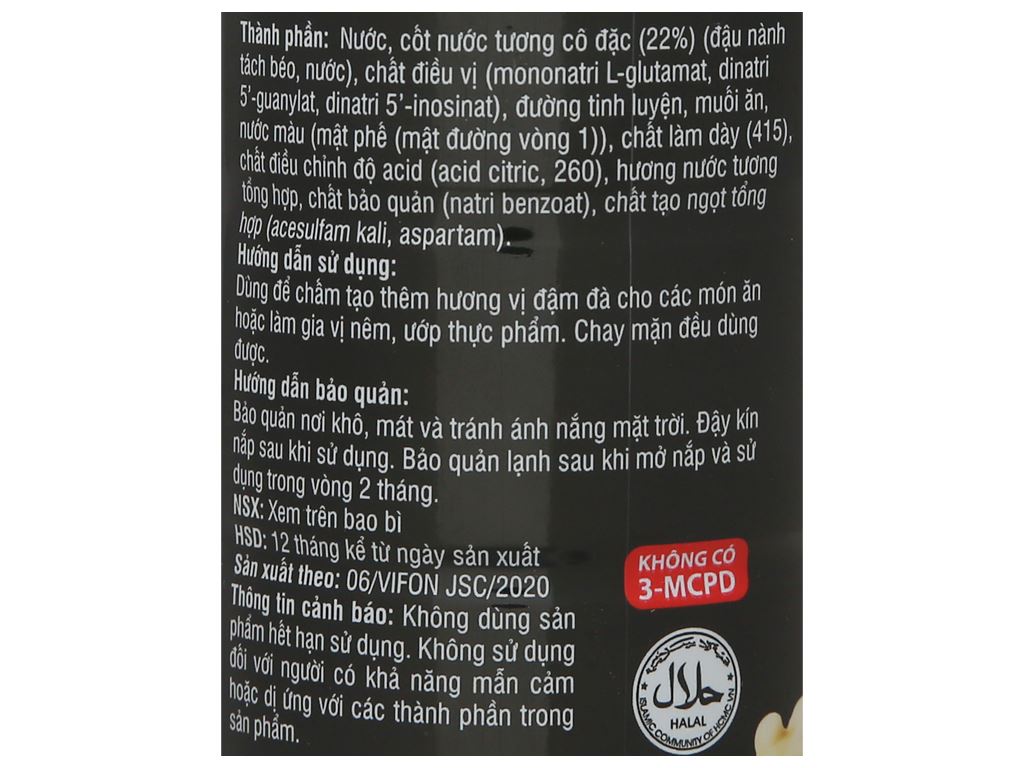 Thành phần: Nước, cốt nước tương cô đặc (22%) (đậu nành
tách béo, nước), chất điều vị (mononatri L-glutamat, dinatri
5'-guanylat, dinatri 5'-inosinat), đường tinh luyện, muối ăn,
nước màu (mật phế (mật đường vòng 1)), chất làm dày (415),
chất điều chỉnh độ acid (acid citric, 260), hương nước tương
tổng hợp, chất bảo quản (natri benzoat), chất tạo ngọt tổng
hợp (acesulfam kali, aspartam).
Hướng dẫn sử dụng:
Dùng để chấm tạo thêm hương vị đậm đà cho các món ăn
hoặc làm gia vị nêm, ướp thực phẩm. Chay mặn đều dùng
được.
Hướng dẫn bảo quản:
Bảo quản nơi khô, mát và tránh ánh nắng mặt trời. Đậy kín
nắp sau khi sử dụng. Bảo quản lạnh sau khi mở nắp và sử
dụng trong vòng 2 tháng.
NSX: Xem trên bao bì
HSD: 12 tháng kể từ ngày sản xuất
Sản xuất theo: 06/VIFON JSC/2020
Thông tin cảnh báo: Không dùng sản
phẩm hết hạn sử dụng. Không sử dụng
đối với người có khả năng mẫn cảm
hoặc dị ứng với các thành phần trong
sản phẩm.
KHÔNG CÓ
3-MCPD
حلال
HALAL
ISLAMIC COMMUNITY OF HCMC.VN